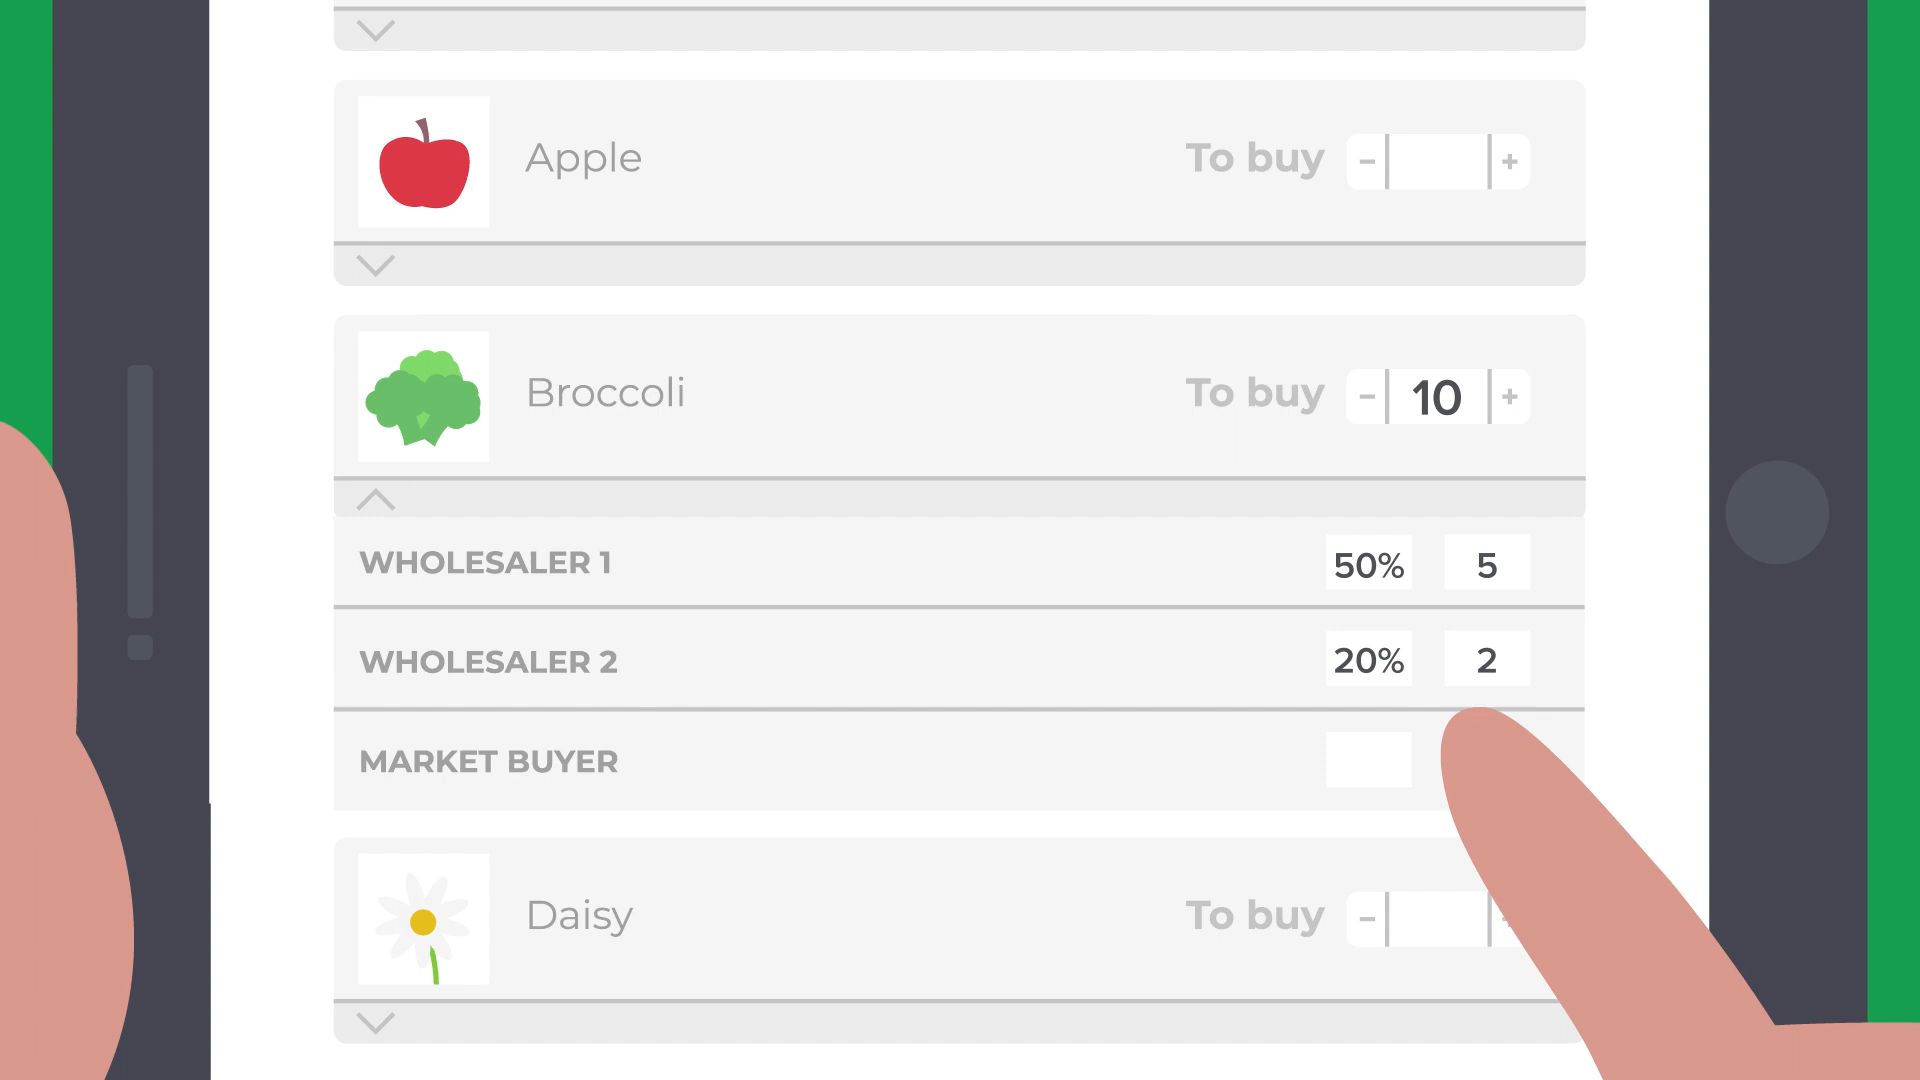 Apple
To buy - +
Broccoli
To buy - 10 +
WHOLESALER 1
50% 5
WHOLESALER 2
20% 2
MARKET BUYER
Daisy
To buy -